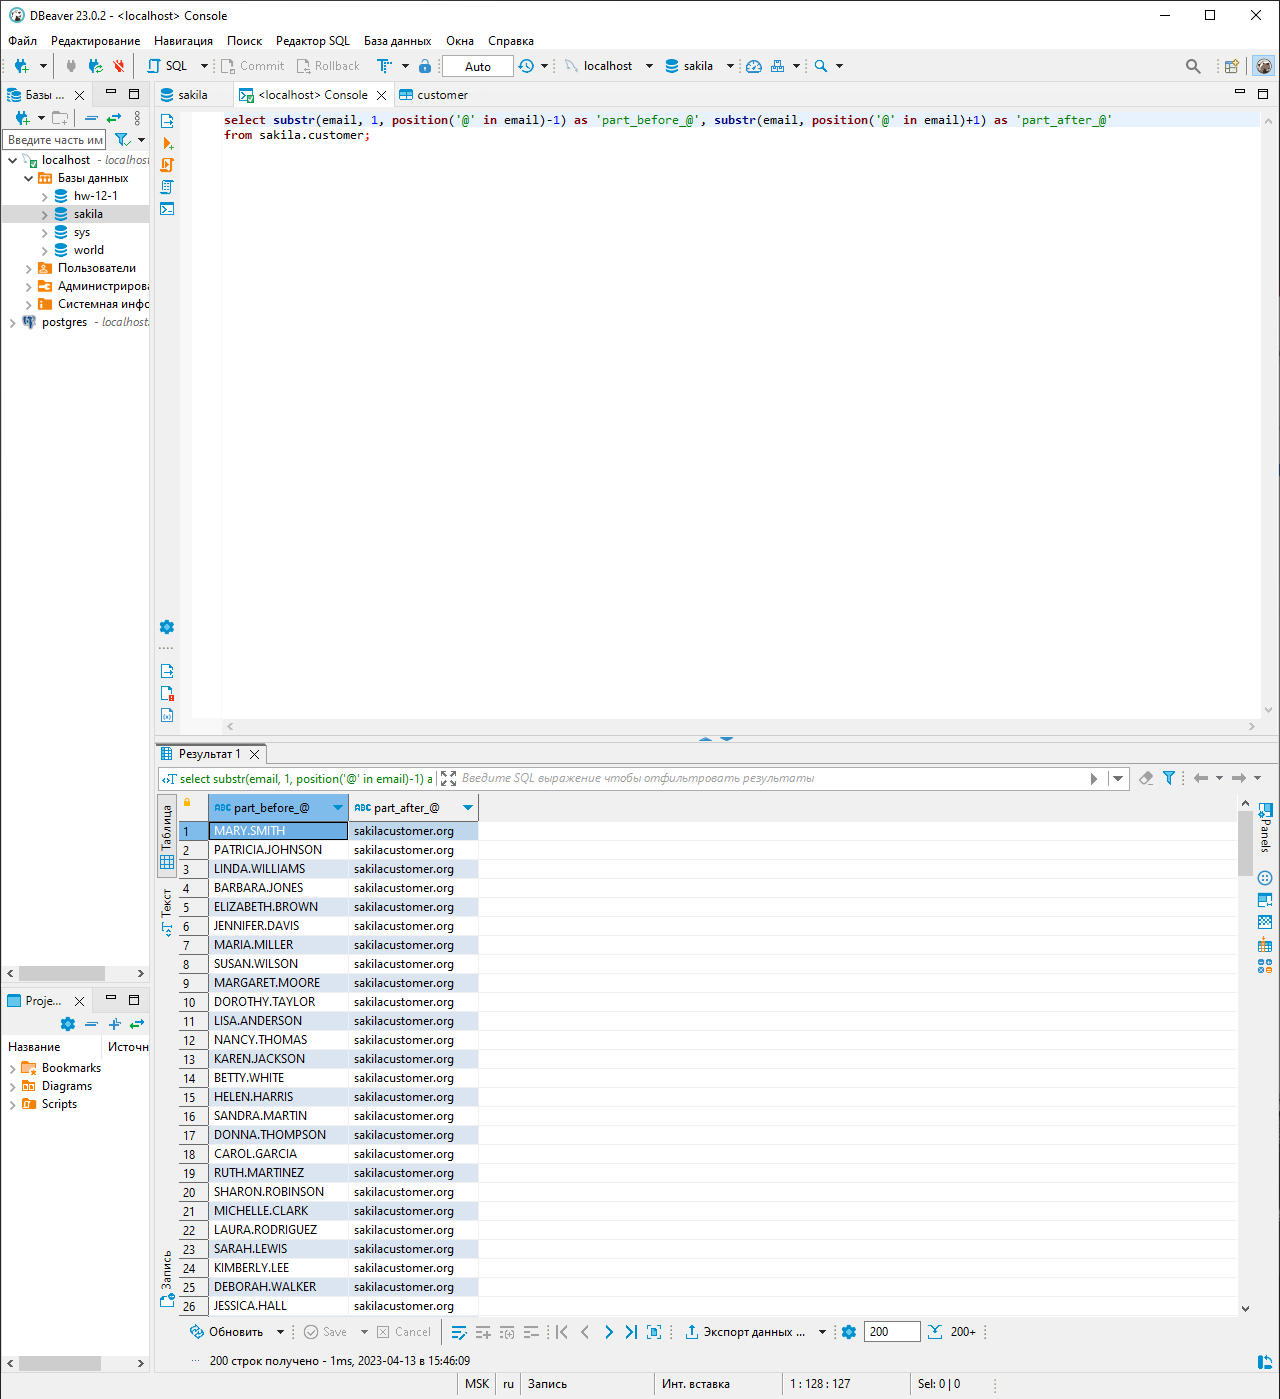 DBeaver 23.0.2 - <localhost> Console
Файл Редактирование Навигация Поиск Редактор SQL База данных Окна Справка
SQL Commit Rollback Auto localhost sakila
Базы ...
sakila <localhost> Console customer
Введите часть им
localhost - localhost
Базы данных
hw-12-1
sakila
sys
world
Пользователи
Администрирова
Системная инфо
postgres - localhost:
select substr(email, 1, position('@' in email)-1) as 'part_before_@', substr(email, position('@' in email)+1) as 'part_after_@'
from sakila.customer;
Proje...
Название Источн
Bookmarks
Diagrams
Scripts
Результат 1
select substr(email, 1, position('@' in email)-1) a Введите SQL выражение чтобы отфильтровать результаты
Таблица
Текст
Запись
Panels
part_before_@ part_after_@
1 MARY.SMITH sakilacustomer.org
2 PATRICIA.JOHNSON sakilacustomer.org
3 LINDA.WILLIAMS sakilacustomer.org
4 BARBARA.JONES sakilacustomer.org
5 ELIZABETH.BROWN sakilacustomer.org
6 JENNIFER.DAVIS sakilacustomer.org
7 MARIA.MILLER sakilacustomer.org
8 SUSAN.WILSON sakilacustomer.org
9 MARGARET.MOORE sakilacustomer.org
10 DOROTHY.TAYLOR sakilacustomer.org
11 LISA.ANDERSON sakilacustomer.org
12 NANCY.THOMAS sakilacustomer.org
13 KAREN.JACKSON sakilacustomer.org
14 BETTY.WHITE sakilacustomer.org
15 HELEN.HARRIS sakilacustomer.org
16 SANDRA.MARTIN sakilacustomer.org
17 DONNA.THOMPSON sakilacustomer.org
18 CAROL.GARCIA sakilacustomer.org
19 RUTH.MARTINEZ sakilacustomer.org
20 SHARON.ROBINSON sakilacustomer.org
21 MICHELLE.CLARK sakilacustomer.org
22 LAURA.RODRIGUEZ sakilacustomer.org
23 SARAH.LEWIS sakilacustomer.org
24 KIMBERLY.LEE sakilacustomer.org
25 DEBORAH.WALKER sakilacustomer.org
26 JESSICA.HALL sakilacustomer.org
Обновить Save Cancel Экспорт данных ... 200 200+
200 строк получено - 1ms, 2023-04-13 в 15:46:09
MSK ru Запись Инт. вставка 1 : 128 : 127 Sel: 0 | 0